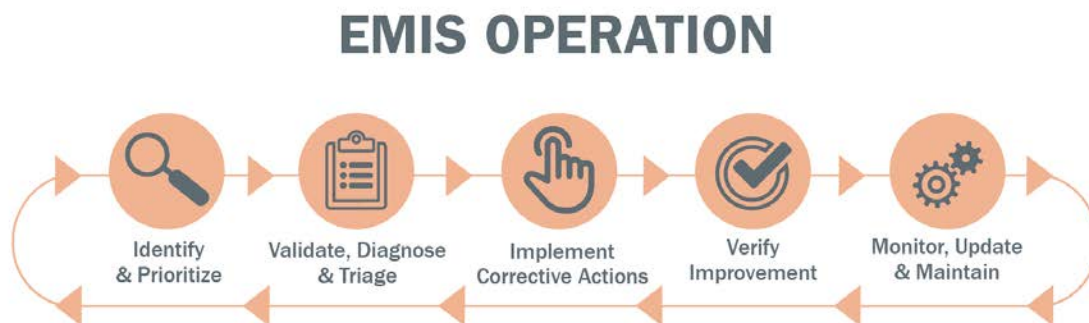 EMIS OPERATION
Identify
& Prioritize
Validate, Diagnose
& Triage
Implement
Corrective Actions
Verify
Improvement
Monitor, Update
& Maintain